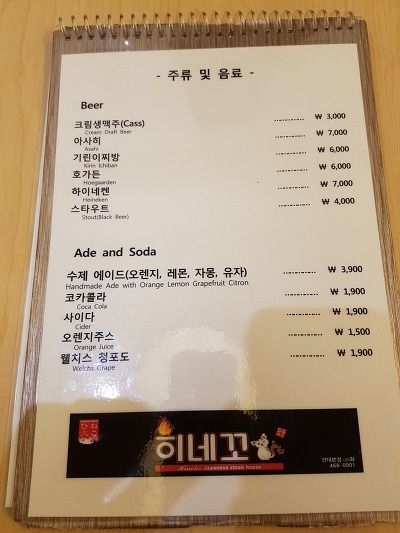 - 주류 및 음료 -
Beer
크림생맥주(Cass) ₩ 3,000
Cream Draft Beer
아사히 ₩ 7,000
Asahi
기린이찌방 ₩ 6,000
Kirin Ichiban
호가든 ₩ 6,000
Hoegaarden
하이네켄 ₩ 7,000
Heineken
스타우트 ₩ 4,000
Stout(Black Beer)
Ade and Soda
수제 에이드(오렌지, 레몬, 자몽, 유자) ₩ 3,900
Handmade Ade with Orange Lemon Grapefruit Citron
코카콜라 ₩ 1,900
Coca Cola
사이다 ₩ 1,900
Cider
오렌지주스 ₩ 1,500
Orange Juice
웰치스 청포도 ₩ 1,900
Welchs Grape
히네꼬
Hineko Japanese steak house
468-0901